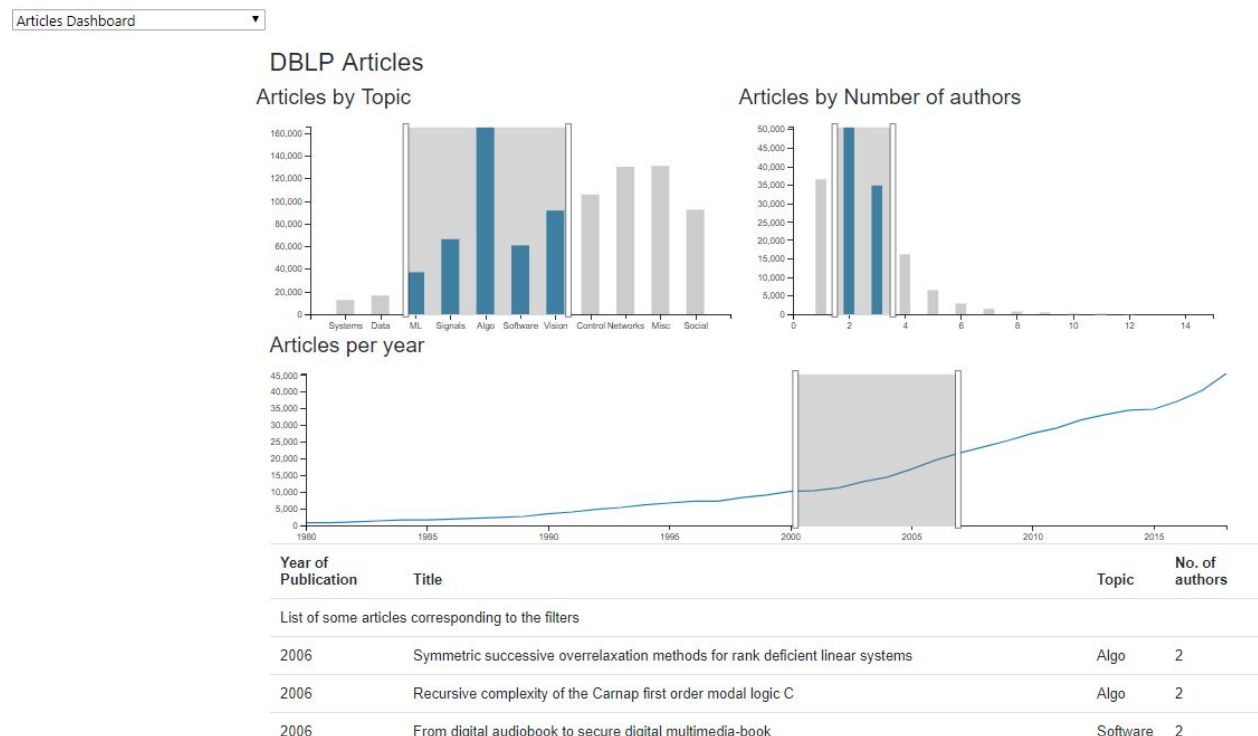 Articles Dashboard
DBLP Articles
Articles by Topic
160,000
140,000
120,000
100,000
80,000
60,000
40,000
20,000
0
Systems Data ML Signals Algo Software Vision Control Networks Misc Social
Articles by Number of authors
50,000
45,000
40,000
35,000
30,000
25,000
20,000
15,000
10,000
5,000
0
0 2 4 6 8 10 12 14
Articles per year
45,000
40,000
35,000
30,000
25,000
20,000
15,000
10,000
5,000
0
1980 1985 1990 1995 2000 2005 2010 2015
Year of Publication Title Topic No. of authors
List of some articles corresponding to the filters
2006 Symmetric successive overrelaxation methods for rank deficient linear systems Algo 2
2006 Recursive complexity of the Carnap first order modal logic C Algo 2
2006 From digital audiobook to secure digital multimedia-book Software 2